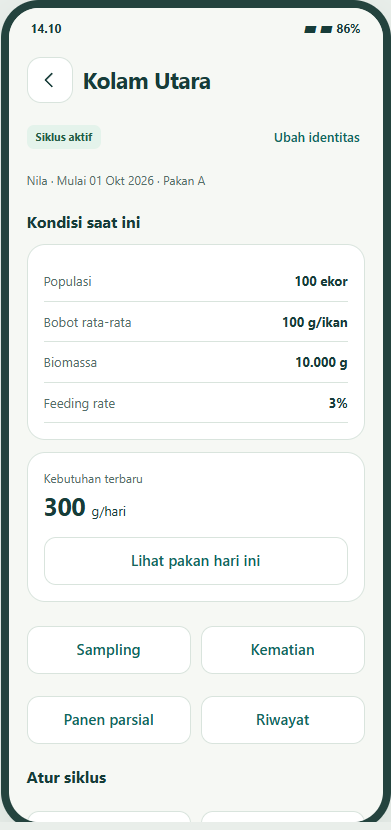 14.10
86%
Kolam Utara
Siklus aktif
Ubah identitas
Nila · Mulai 01 Okt 2026 · Pakan A
Kondisi saat ini
Populasi
100 ekor
Bobot rata-rata
100 g/ikan
Biomassa
10.000 g
Feeding rate
3%
Kebutuhan terbaru
300 g/hari
Lihat pakan hari ini
Sampling
Kematian
Panen parsial
Riwayat
Atur siklus